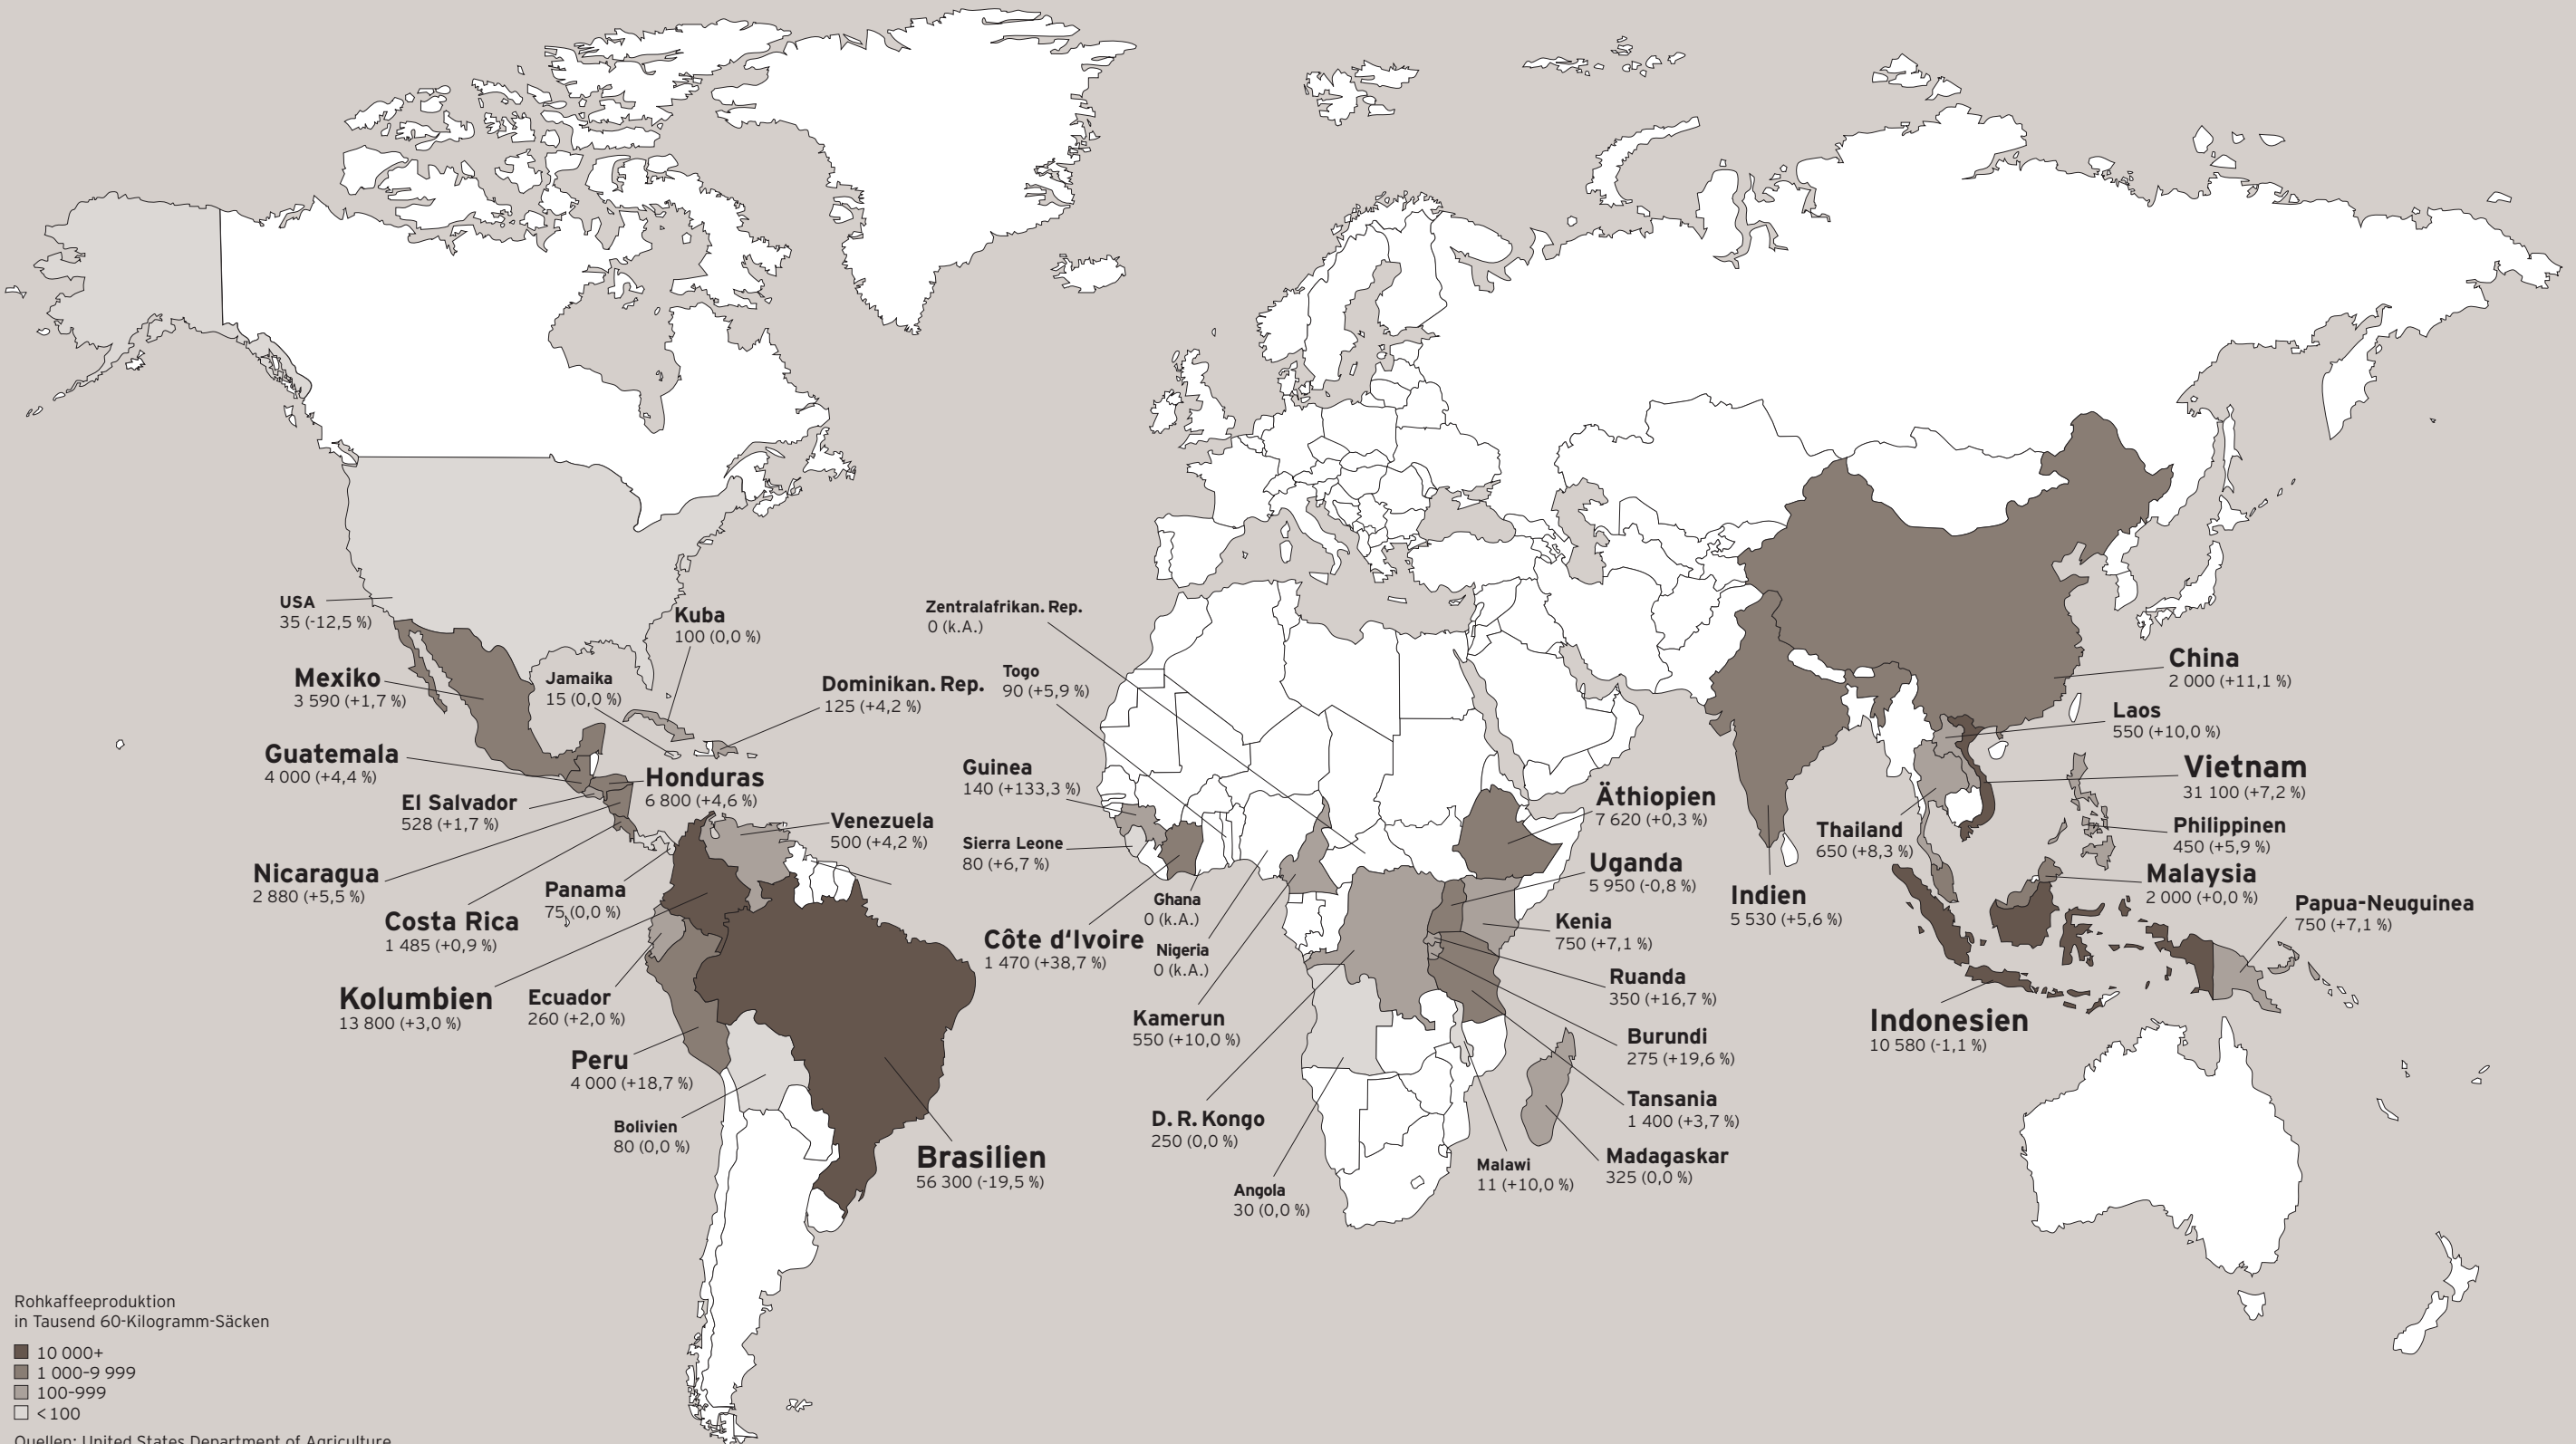 USA
35 (-12,5 %)
Mexiko
3 590 (+1,7 %)
Guatemala
4 000 (+4,4 %)
El Salvador
528 (+1,7 %)
Nicaragua
2 880 (+5,5 %)
Costa Rica
1 485 (+0,9 %)
Kolumbien
13 800 (+3,0 %)
Jamaika
15 (0,0 %)
Kuba
100 (0,0 %)
Dominikan. Rep.
125 (+4,2 %)
Honduras
6 800 (+4,6 %)
Venezuela
500 (+4,2 %)
Panama
75 (0,0 %)
Ecuador
260 (+2,0 %)
Peru
4 000 (+18,7 %)
Bolivien
80 (0,0 %)
Brasilien
56 300 (-19,5 %)
Zentralafrikan. Rep.
0 (k.A.)
Togo
90 (+5,9 %)
Guinea
140 (+133,3 %)
Sierra Leone
80 (+6,7 %)
Ghana
0 (k.A.)
Côte d'Ivoire
1 470 (+38,7 %)
Nigeria
0 (k.A.)
Kamerun
550 (+10,0 %)
D. R. Kongo
250 (0,0 %)
Angola
30 (0,0 %)
Äthiopien
7 620 (+0,3 %)
Uganda
5 950 (-0,8 %)
Kenia
750 (+7,1 %)
Ruanda
350 (+16,7 %)
Burundi
275 (+19,6 %)
Tansania
1 400 (+3,7 %)
Madagaskar
325 (0,0 %)
Malawi
11 (+10,0 %)
Indien
5 530 (+5,6 %)
China
2 000 (+11,1 %)
Laos
550 (+10,0 %)
Vietnam
31 100 (+7,2 %)
Thailand
650 (+8,3 %)
Philippinen
450 (+5,9 %)
Malaysia
2 000 (+0,0 %)
Papua-Neuguinea
750 (+7,1 %)
Indonesien
10 580 (-1,1 %)
Rohkaffeeproduktion
in Tausend 60-Kilogramm-Säcken
10 000+
1 000-9 999
100-999
< 100
Quellen: United States Department of Agriculture